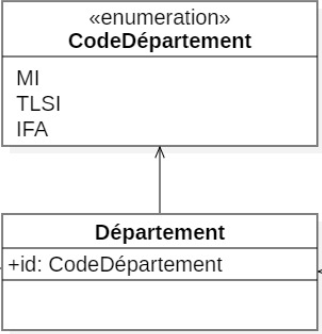 «enumeration»
CodeDépartement
MI
TLSI
IFA
Département
+id: CodeDépartement